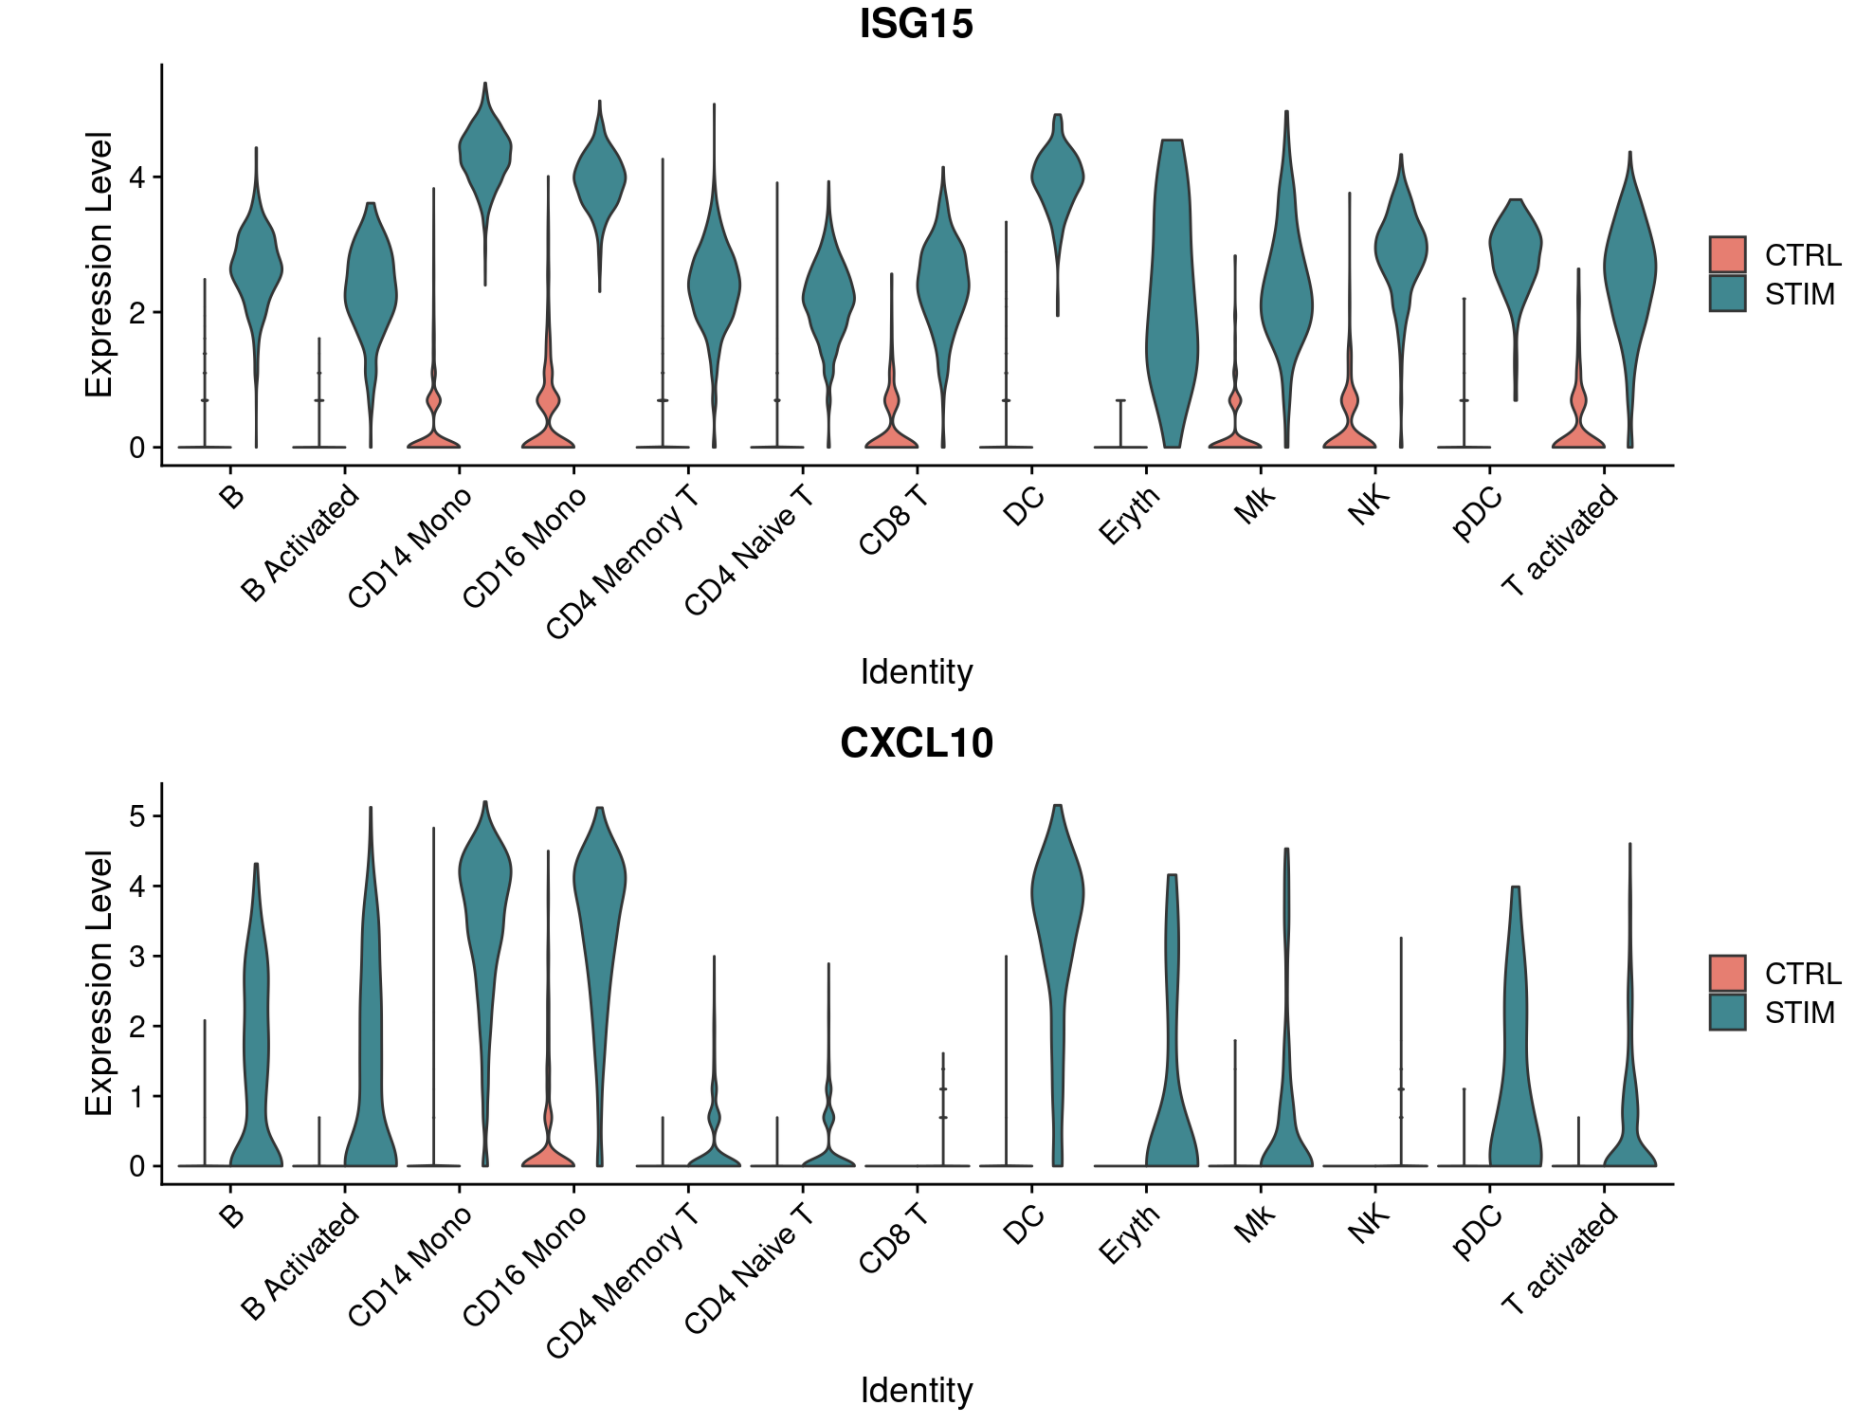 ISG15
Expression Level
4
2
0
B
B Activated
CD14 Mono
CD16 Mono
CD4 Memory T
CD4 Naive T
CD8 T
DC
Eryth
Mk
NK
pDC
T activated
Identity
CTRL
STIM
CXCL10
Expression Level
5
4
3
2
1
0
B
B Activated
CD14 Mono
CD16 Mono
CD4 Memory T
CD4 Naive T
CD8 T
DC
Eryth
Mk
NK
pDC
T activated
Identity
CTRL
STIM